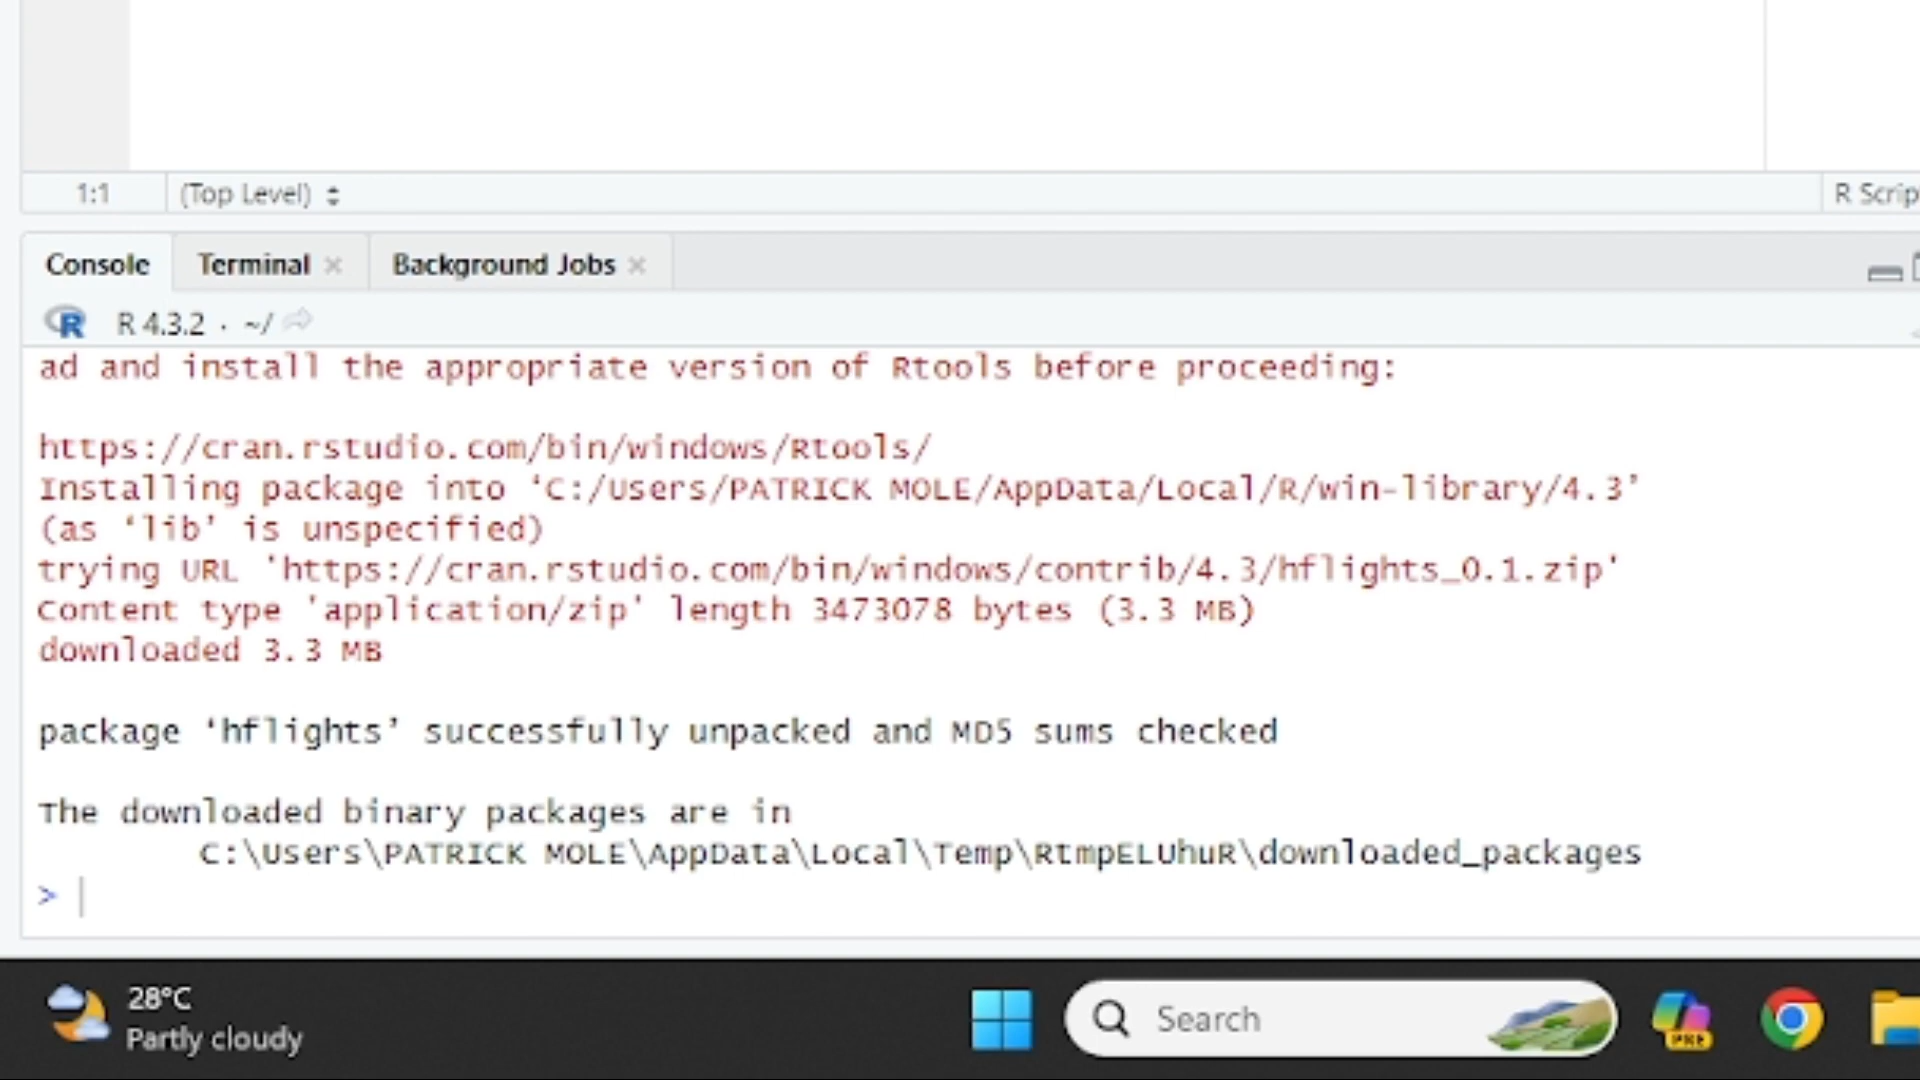 1:1 (Top Level) R Scrip
Console Terminal Background Jobs
R 4.3.2 · ~/
ad and install the appropriate version of Rtools before proceeding:
https://cran.rstudio.com/bin/windows/Rtools/
Installing package into ‘C:/Users/PATRICK MOLE/AppData/Local/R/win-library/4.3’
(as ‘lib’ is unspecified)
trying URL 'https://cran.rstudio.com/bin/windows/contrib/4.3/hflights_0.1.zip'
Content type 'application/zip' length 3473078 bytes (3.3 MB)
downloaded 3.3 MB
package ‘hflights’ successfully unpacked and MD5 sums checked
The downloaded binary packages are in
C:\Users\PATRICK MOLE\AppData\Local\Temp\RtmpELUhuR\downloaded_packages
>
28°C
Partly cloudy
Search
PRE